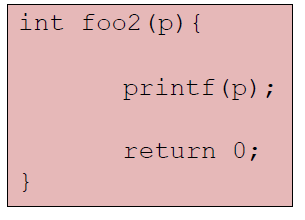 int foo2(p){
printf(p);
return 0;
}